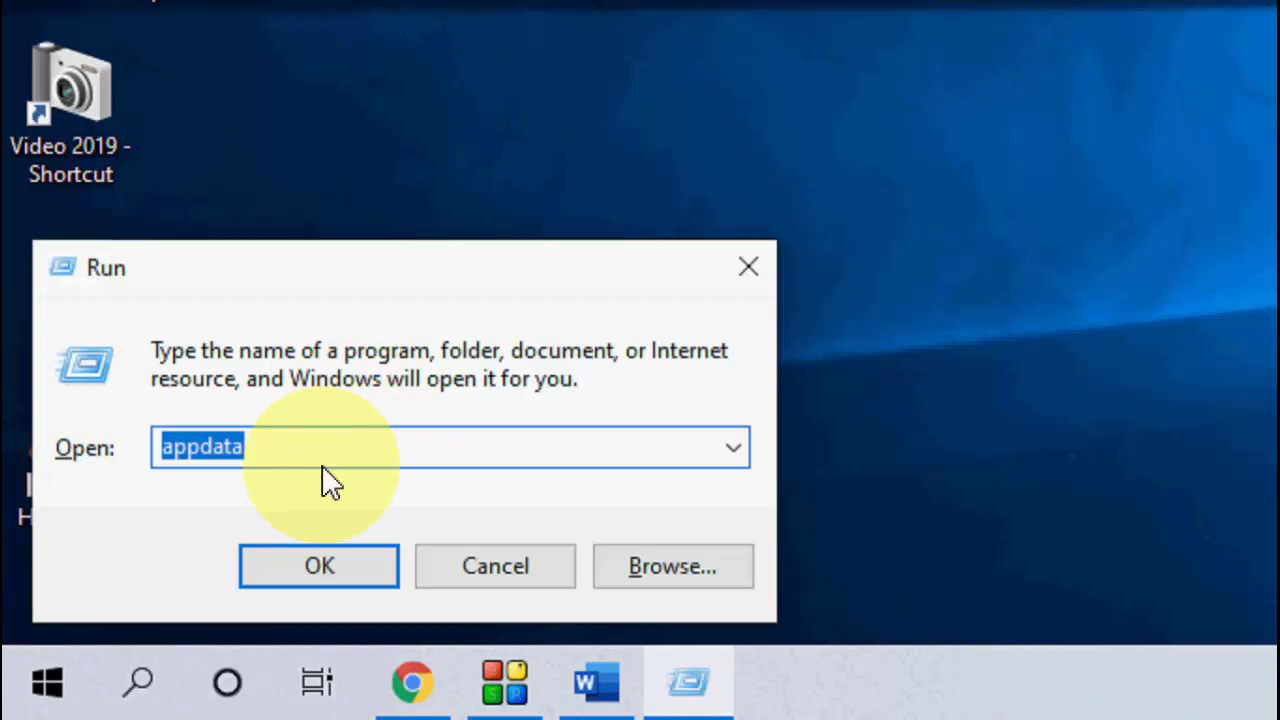 Video 2019 -
Shortcut
Run
Type the name of a program, folder, document, or Internet
resource, and Windows will open it for you.
Open:
appdata
H
OK
Cancel
Browse...
W